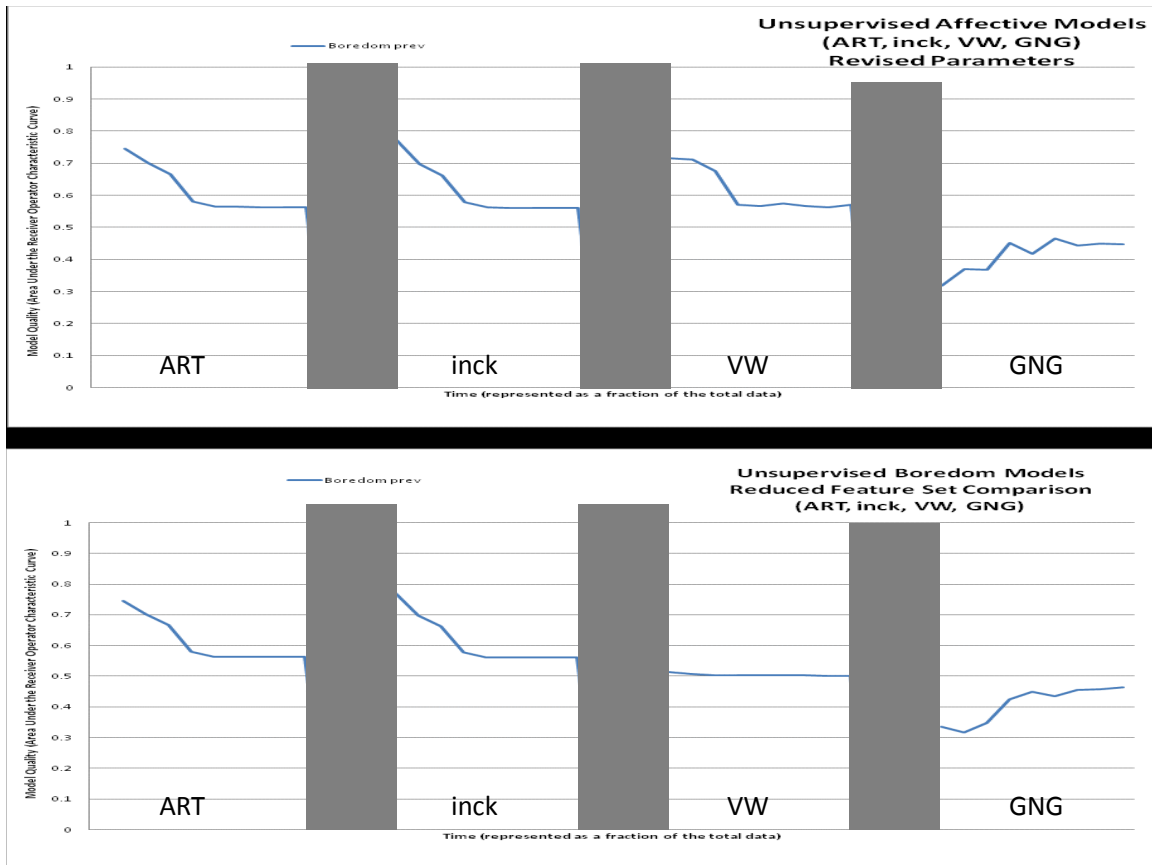 Unsupervised Affective Models
(ART, inck, VW, GNG)
Revised Parameters
Boredom prev
Model Quality (Area Under the Receiver Operator Characteristic Curve)
1
0.9
0.8
0.7
0.6
0.5
0.4
0.3
0.2
0.1
0
ART inck VW GNG
Time (represented as a fraction of the total data)
Unsupervised Boredom Models
Reduced Feature Set Comparison
(ART, inck, VW, GNG)
Boredom prev
Model Quality (Area Under the Receiver Operator Characteristic Curve)
1
0.9
0.8
0.7
0.6
0.5
0.4
0.3
0.2
0.1
0
ART inck VW GNG
Time (represented as a fraction of the total data)